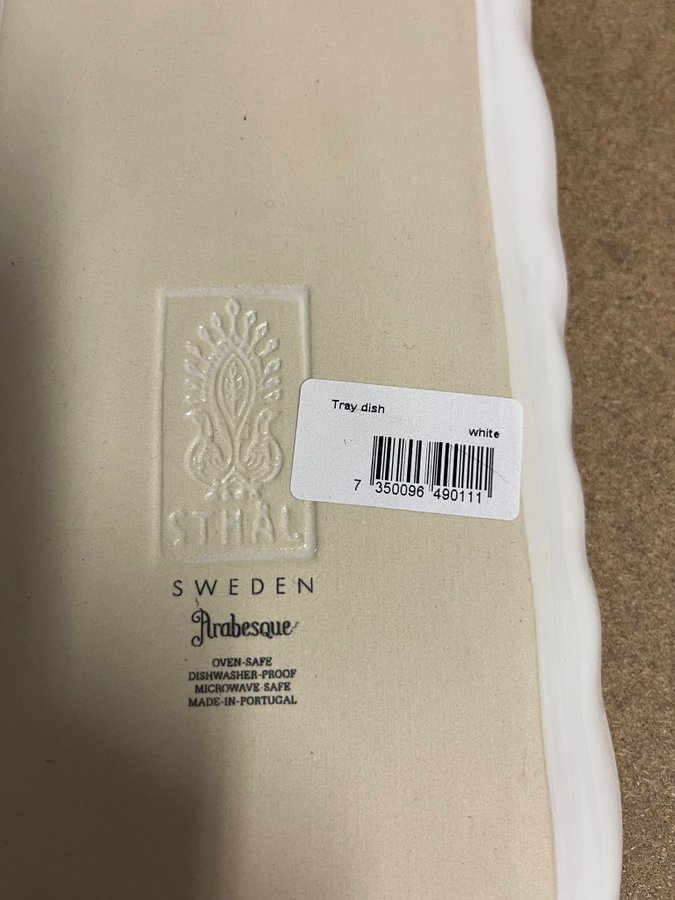 Tray dish
white
7 350096 490111
STHÅL
SWEDEN
Arabesque
OVEN-SAFE
DISHWASHER-PROOF
MICROWAVE-SAFE
MADE-IN-PORTUGAL